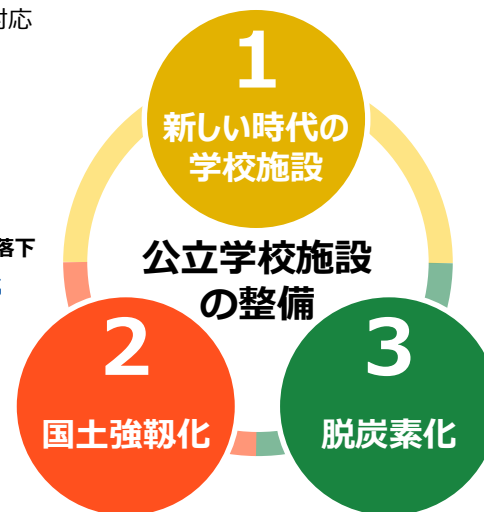 対応
1
新しい時代の
学校施設
落下
公立学校施設
の整備
2
国土強靱化
3
脱炭素化